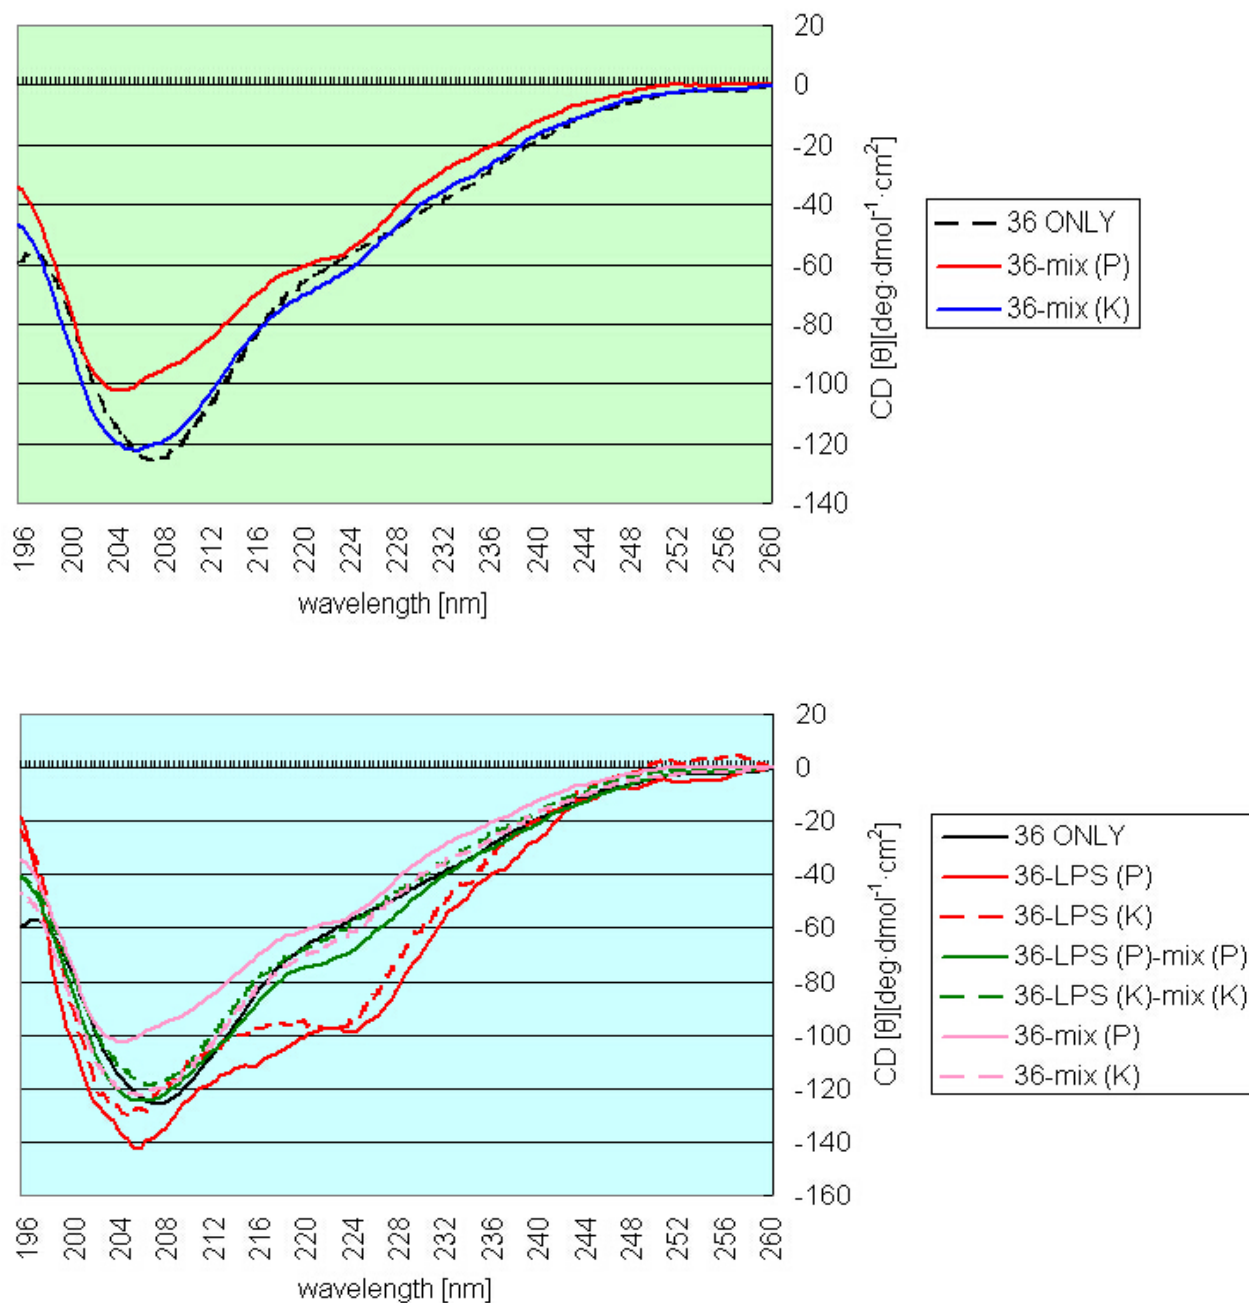 20
0
-20
-40
-60
-80
-100
-120
-140
CD [θ][deg·dmol-1·cm2]
196 200 204 208 212 216 220 224 228 232 236 240 244 248 252 256 260
wavelength [nm]
36 ONLY
36-mix (P)
36-mix (K)
20
0
-20
-40
-60
-80
-100
-120
-140
-160
CD [θ][deg·dmol-1·cm2]
196 200 204 208 212 216 220 224 228 232 236 240 244 248 252 256 260
wavelength [nm]
36 ONLY
36-LPS (P)
36-LPS (K)
36-LPS (P)-mix (P)
36-LPS (K)-mix (K)
36-mix (P)
36-mix (K)